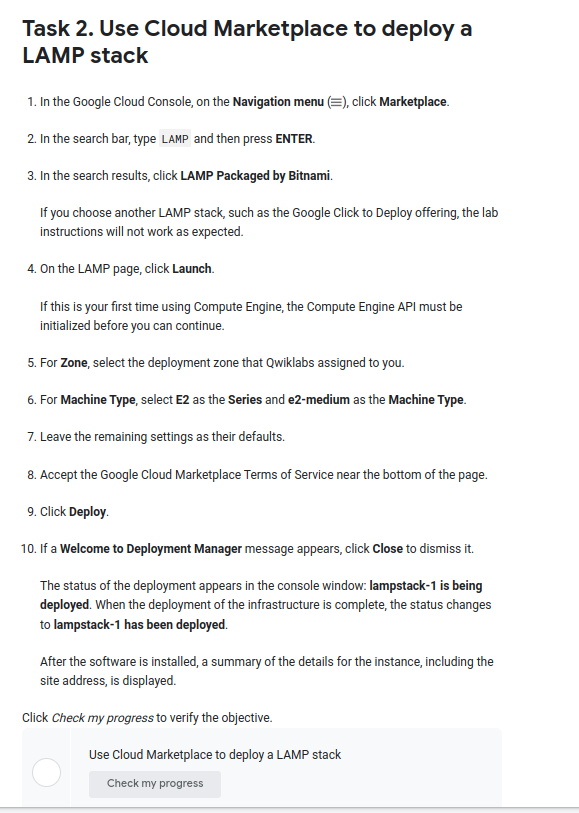 Task 2. Use Cloud Marketplace to deploy a
LAMP stack
1. In the Google Cloud Console, on the Navigation menu (☰), click Marketplace.
2. In the search bar, type LAMP and then press ENTER.
3. In the search results, click LAMP Packaged by Bitnami.
If you choose another LAMP stack, such as the Google Click to Deploy offering, the lab
instructions will not work as expected.
4. On the LAMP page, click Launch.
If this is your first time using Compute Engine, the Compute Engine API must be
initialized before you can continue.
5. For Zone, select the deployment zone that Qwiklabs assigned to you.
6. For Machine Type, select E2 as the Series and e2-medium as the Machine Type.
7. Leave the remaining settings as their defaults.
8. Accept the Google Cloud Marketplace Terms of Service near the bottom of the page.
9. Click Deploy.
10. If a Welcome to Deployment Manager message appears, click Close to dismiss it.
The status of the deployment appears in the console window: lampstack-1 is being
deployed. When the deployment of the infrastructure is complete, the status changes
to lampstack-1 has been deployed.
After the software is installed, a summary of the details for the instance, including the
site address, is displayed.
Click Check my progress to verify the objective.
Use Cloud Marketplace to deploy a LAMP stack
Check my progress